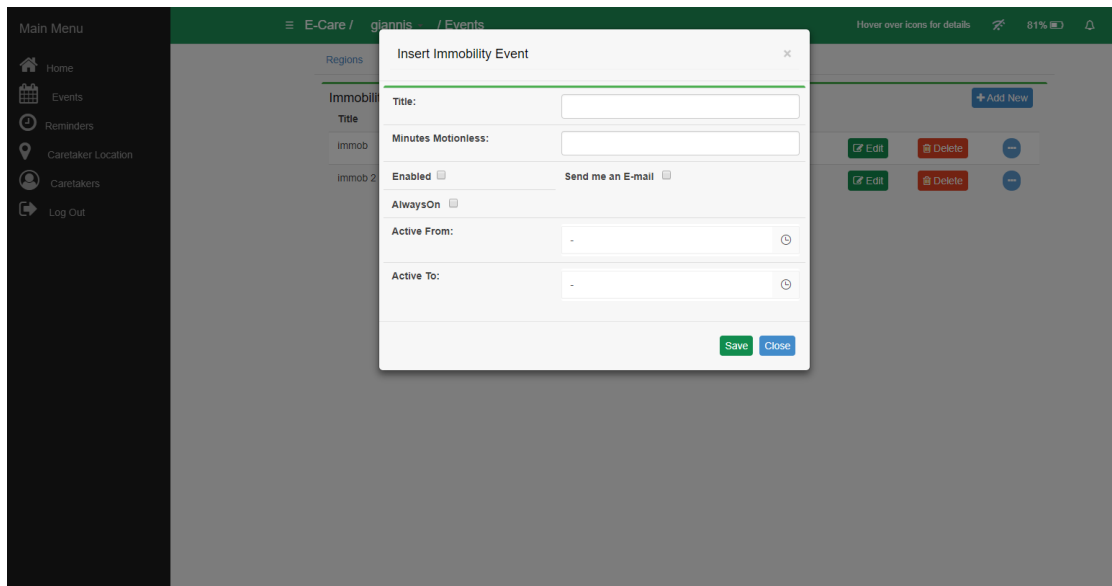 Main Menu
Home
Events
Reminders
Caretaker Location
Caretakers
Log Out
E-Care / giannis / Events
Hover over icons for details
81%
Regions
Immobili
+ Add New
Title
immob
Edit
Delete
immob 2
Edit
Delete
Insert Immobility Event
×
Title:
Minutes Motionless:
Enabled
Send me an E-mail
AlwaysOn
Active From:
-
Active To:
-
Save
Close